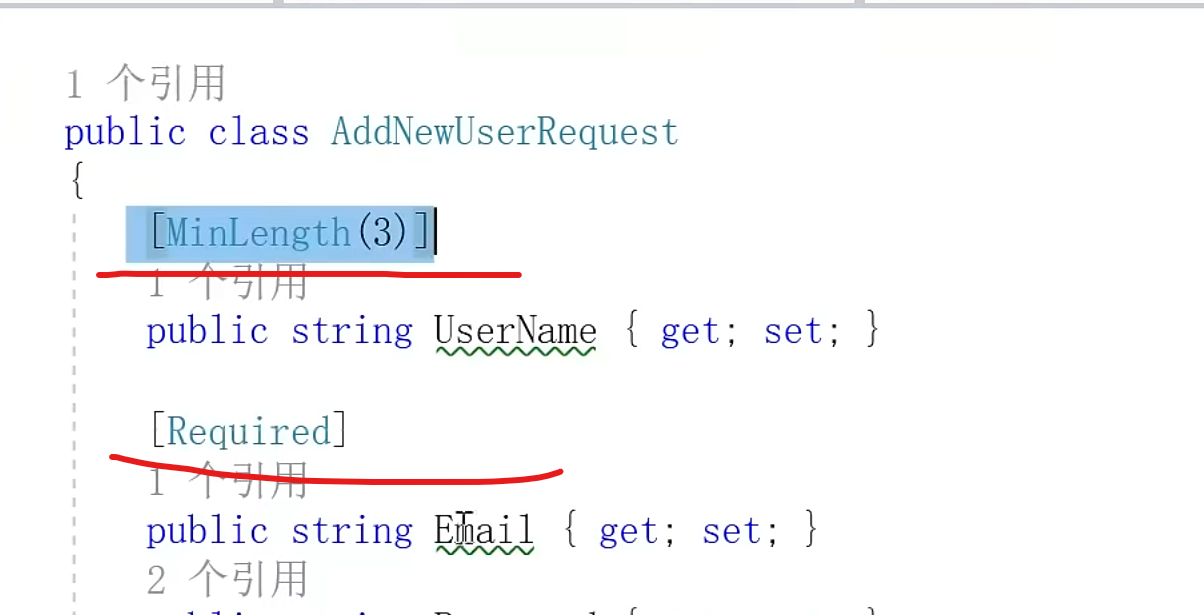 1 个引用
public class AddNewUserRequest
{
[MinLength(3)]
1 个引用
public string UserName { get; set; }
[Required]
1 个引用
public string Email { get; set; }
2 个引用